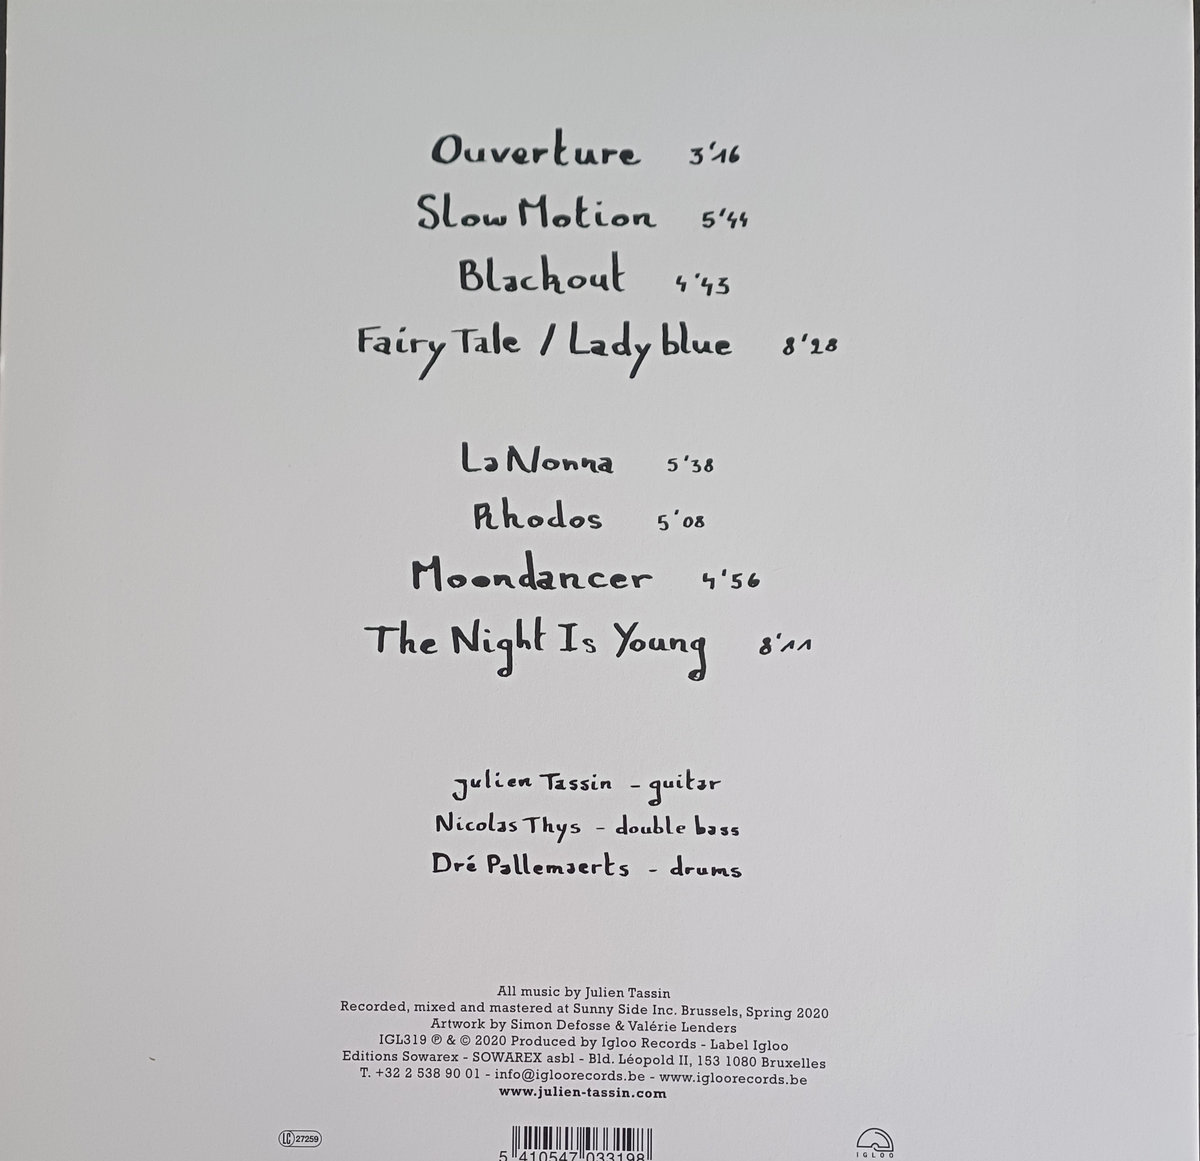 Ouverture 3'16
Slow Motion 5'44
Blackout 4'43
Fairy Tale / Lady blue 8'28
La Nonna 5'38
Rhodos 5'08
Moondancer 4'56
The Night Is Young 8'11
Julien Tassin - guitar
Nicolas Thys - double bass
Dré Pallemaerts - drums
All music by Julien Tassin
Recorded, mixed and mastered at Sunny Side Inc. Brussels, Spring 2020
Artwork by Simon Defosse & Valérie Lenders
IGL319 ℗ & © 2020 Produced by Igloo Records - Label Igloo
Editions Sowarex - SOWAREX asbl - Bld. Léopold II, 153 1080 Bruxelles
T. +32 2 538 90 01 - info@igloorecords.be - www.igloorecords.be
www.julien-tassin.com
LC 27259
5 410547 033198
IGLOO